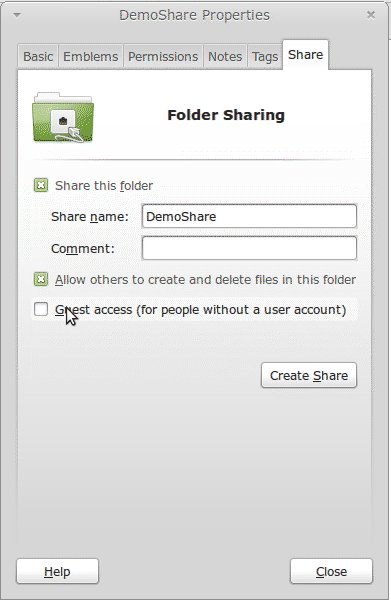 DemoShare Properties
Basic Emblems Permissions Notes Tags Share
Folder Sharing
Share this folder
Share name: DemoShare
Comment:
Allow others to create and delete files in this folder
Guest access (for people without a user account)
Create Share
Help Close